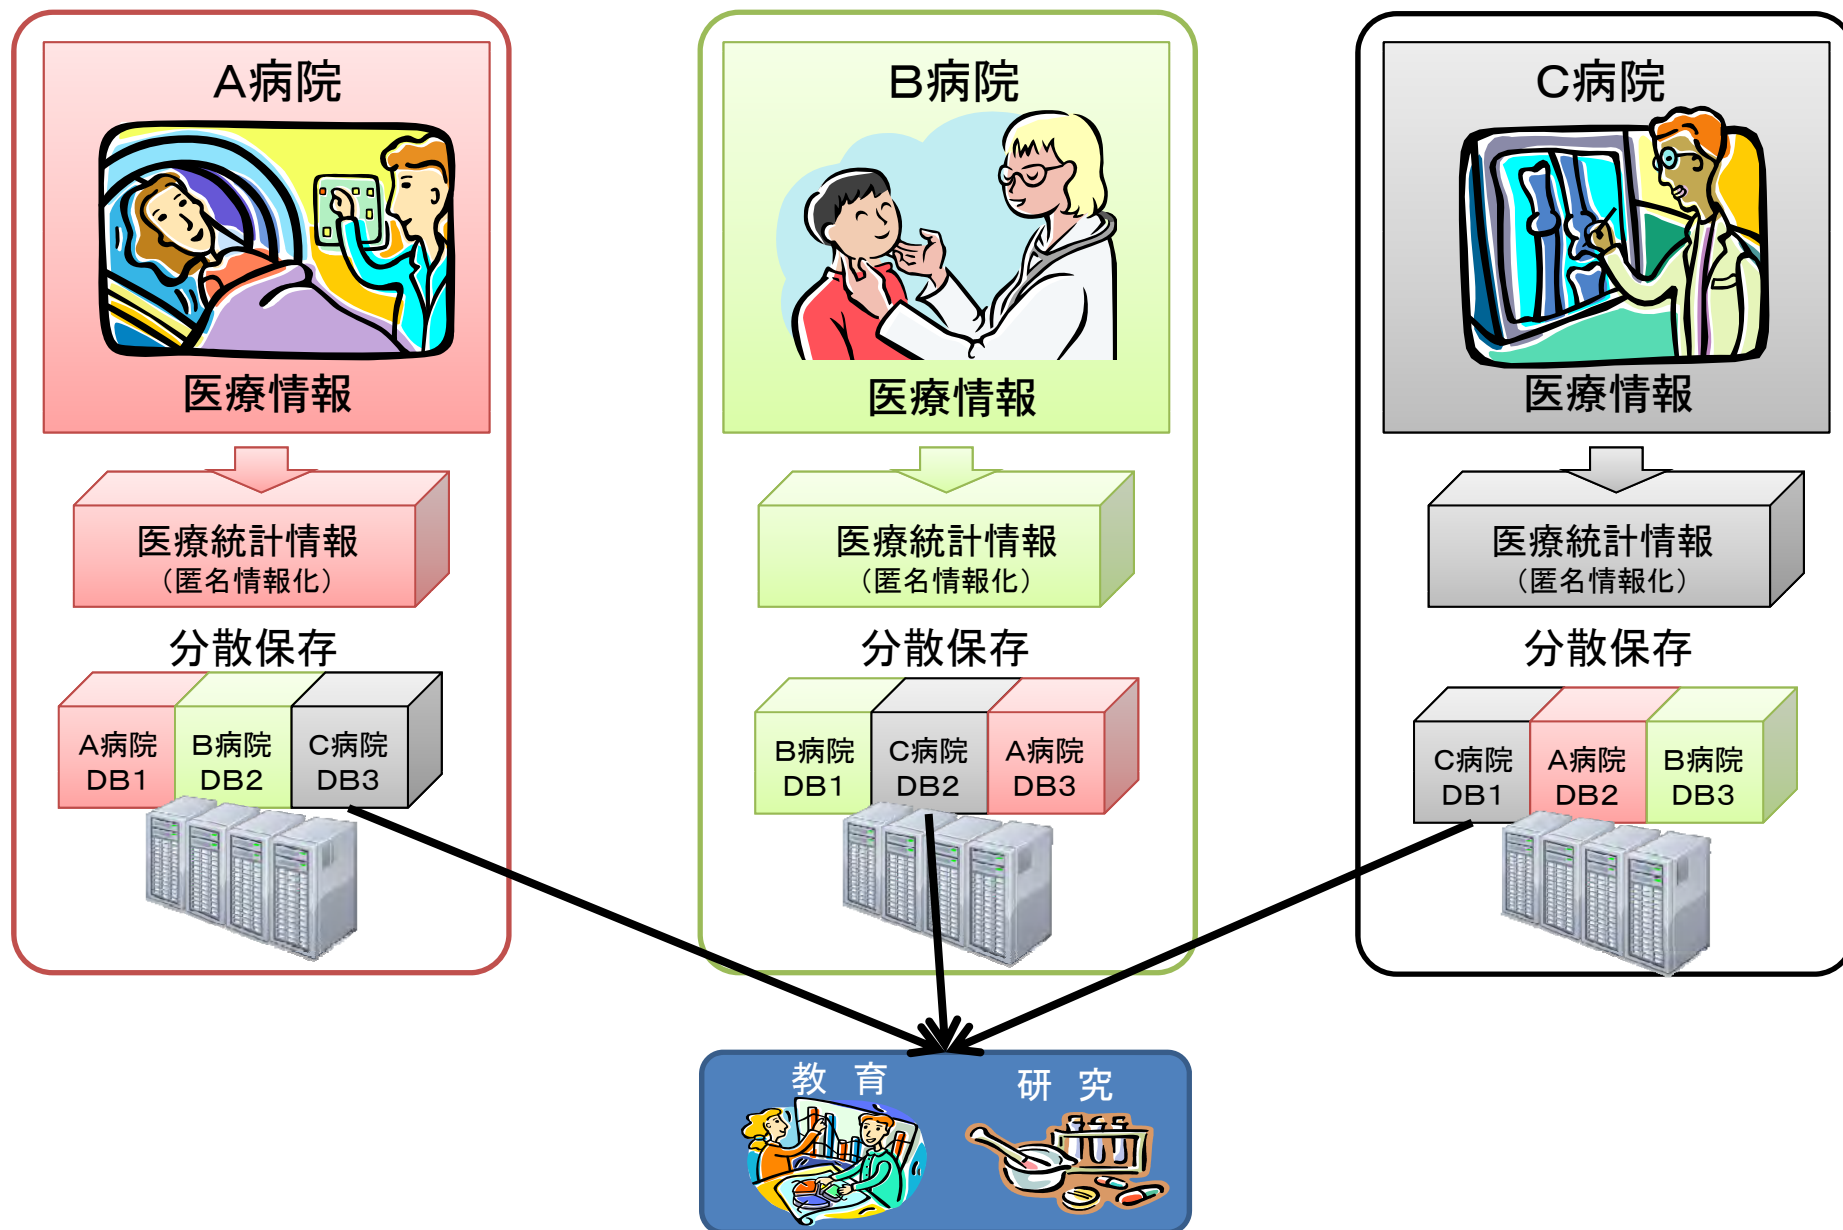 A病院
医療情報
医療統計情報
（匿名情報化）
分散保存
A病院
DB1
B病院
DB2
C病院
DB3
B病院
医療情報
医療統計情報
（匿名情報化）
分散保存
B病院
DB1
C病院
DB2
A病院
DB3
C病院
医療情報
医療統計情報
（匿名情報化）
分散保存
C病院
DB1
A病院
DB2
B病院
DB3
教　育
研　究